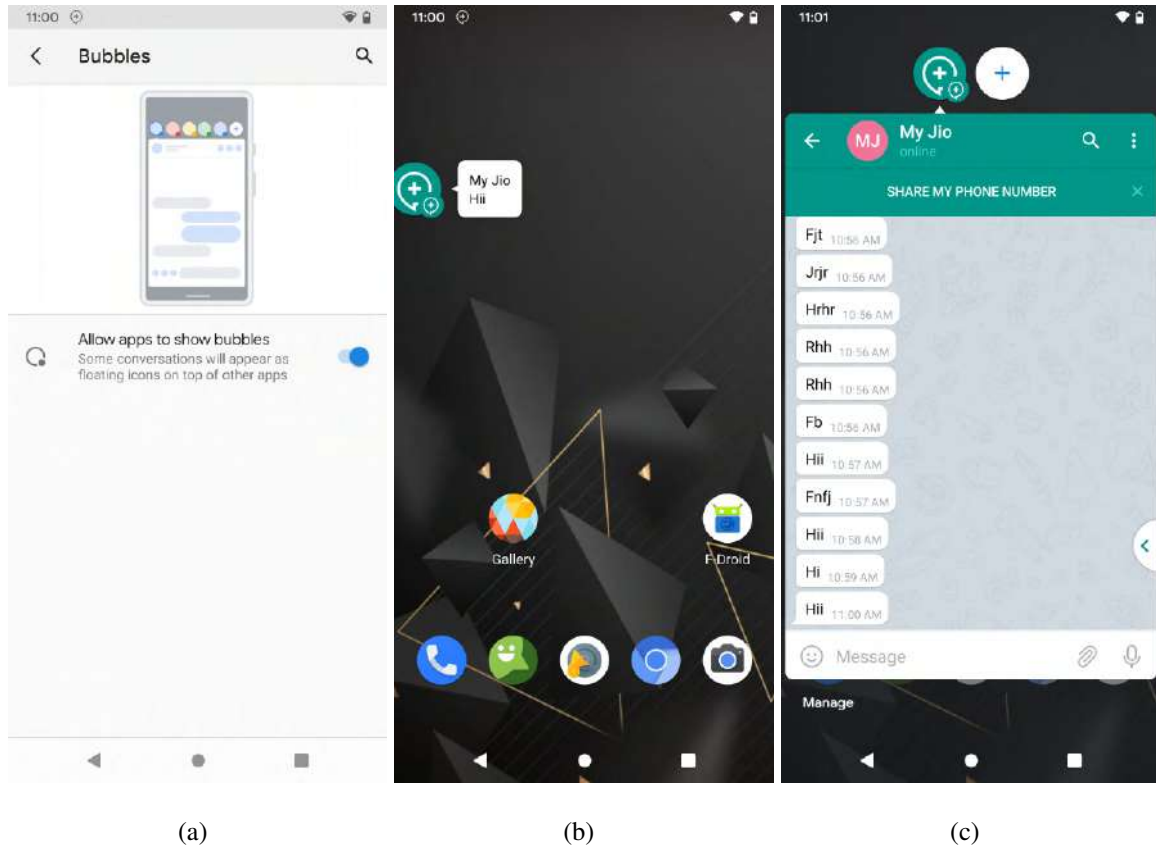 11:00
Bubbles
Allow apps to show bubbles
Some conversations will appear as
floating icons on top of other apps
(a)
11:00
My Jio
Hii
Gallery
F-Droid
(b)
11:01
MJ
My Jio
online
SHARE MY PHONE NUMBER
Fjt 10:56 AM
Jrjr 10:56 AM
Hrhr 10:56 AM
Rhh 10:56 AM
Rhh 10:56 AM
Fb 10:56 AM
Hii 10:57 AM
Fnfj 10:57 AM
Hii 10:58 AM
Hi 10:59 AM
Hii 11:00 AM
Message
Manage
(c)